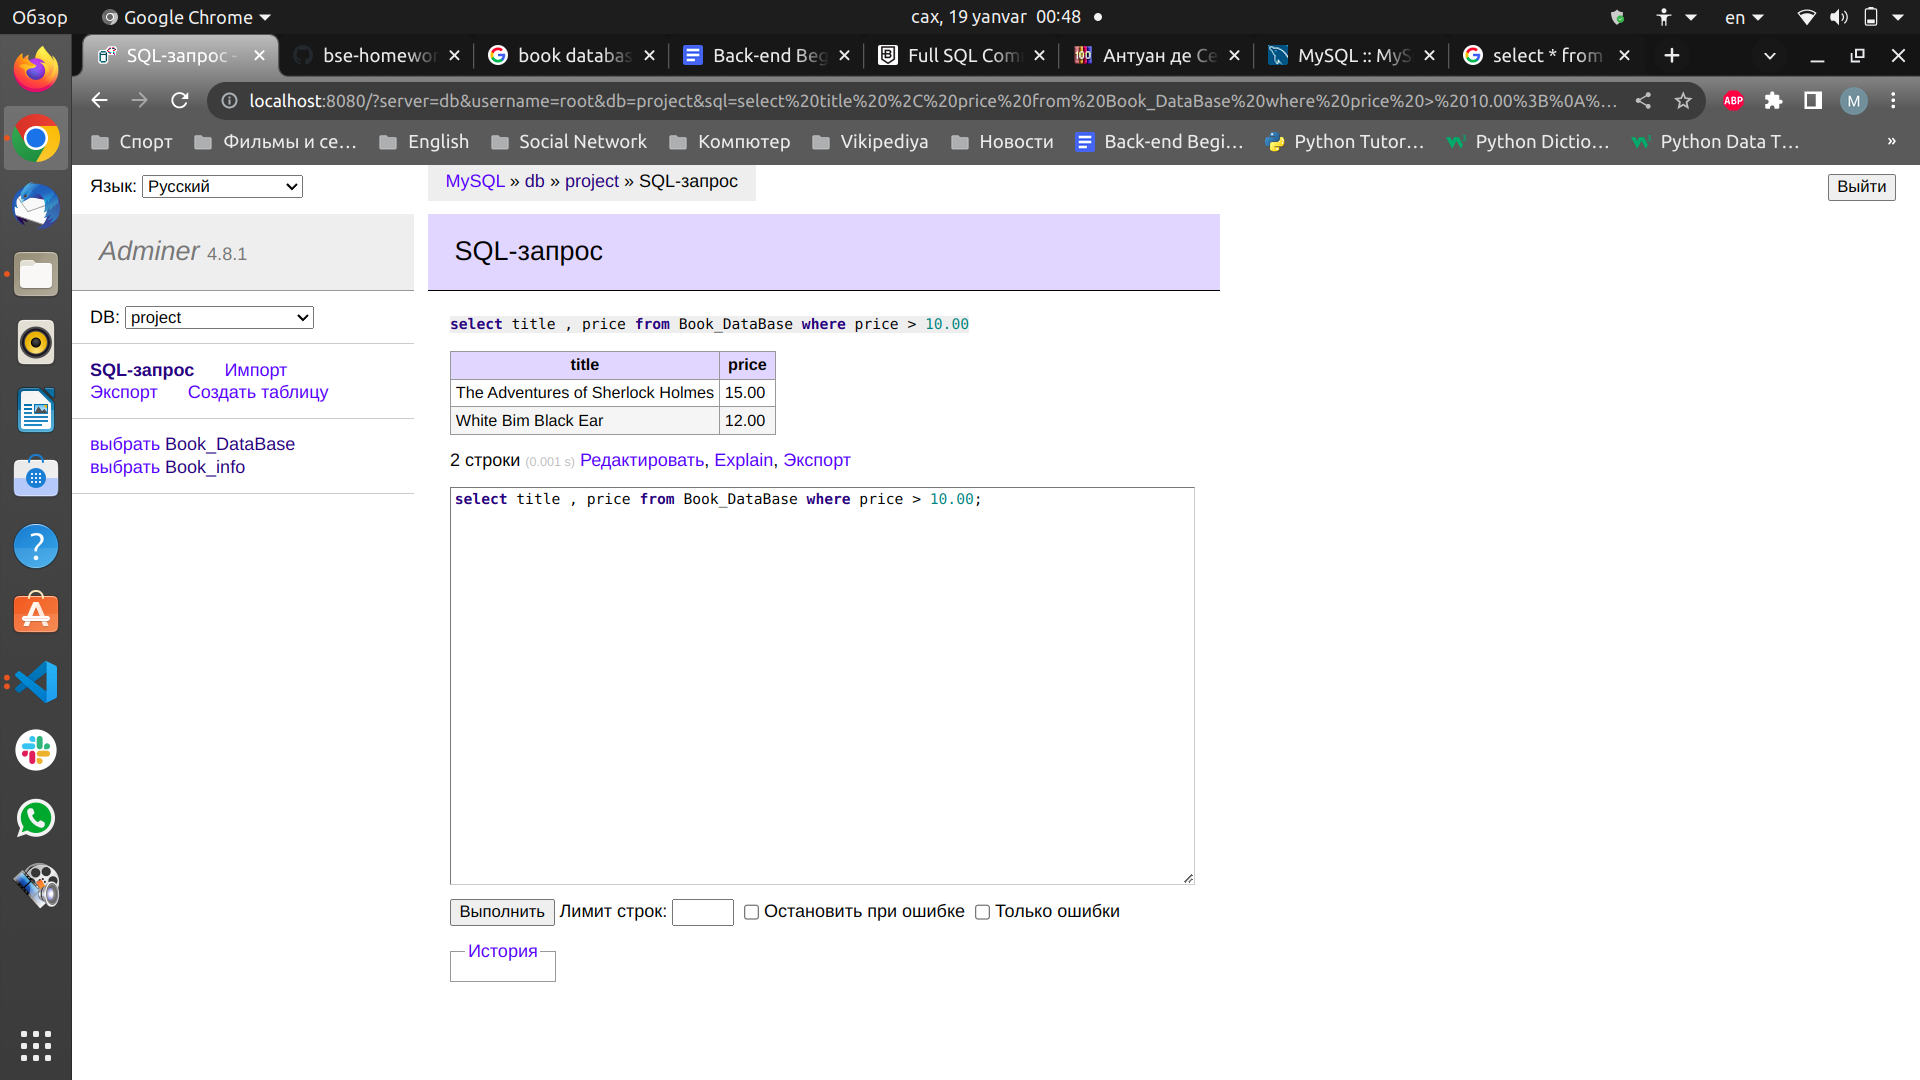 Обзор Google Chrome сах, 19 yanvar 00:48 en
SQL-запрос - bse-homewor book databas Back-end Beg Full SQL Com Антуан де Се MySQL :: MyS select * from
localhost:8080/?server=db&username=root&db=project&sql=select%20title%20%2C%20price%20from%20Book_DataBase%20where%20price%20>%2010.00%3B%0A%... ABP M
Спорт Фильмы и се... English Social Network Компютер Vikipediya Новости Back-end Begi... Python Tutor... Python Dictio... Python Data T... »
Язык: Русский
MySQL » db » project » SQL-запрос
Выйти
Adminer 4.8.1
SQL-запрос
DB: project
SQL-запрос Импорт
Экспорт Создать таблицу
выбрать Book_DataBase
выбрать Book_info
select title , price from Book_DataBase where price > 10.00
title price
The Adventures of Sherlock Holmes 15.00
White Bim Black Ear 12.00
2 строки (0.001 s) Редактировать, Explain, Экспорт
select title , price from Book_DataBase where price > 10.00;
Выполнить Лимит строк: Остановить при ошибке Только ошибки
История